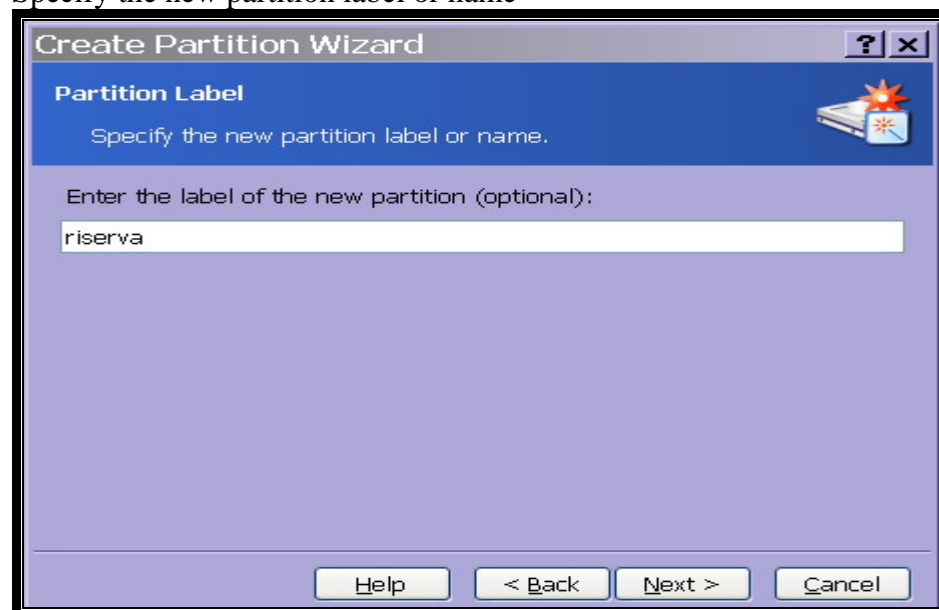 Specify the new partition label or name
Create Partition Wizard
Partition Label
Specify the new partition label or name.
Enter the label of the new partition (optional):
riserva
Help < Back Next > Cancel